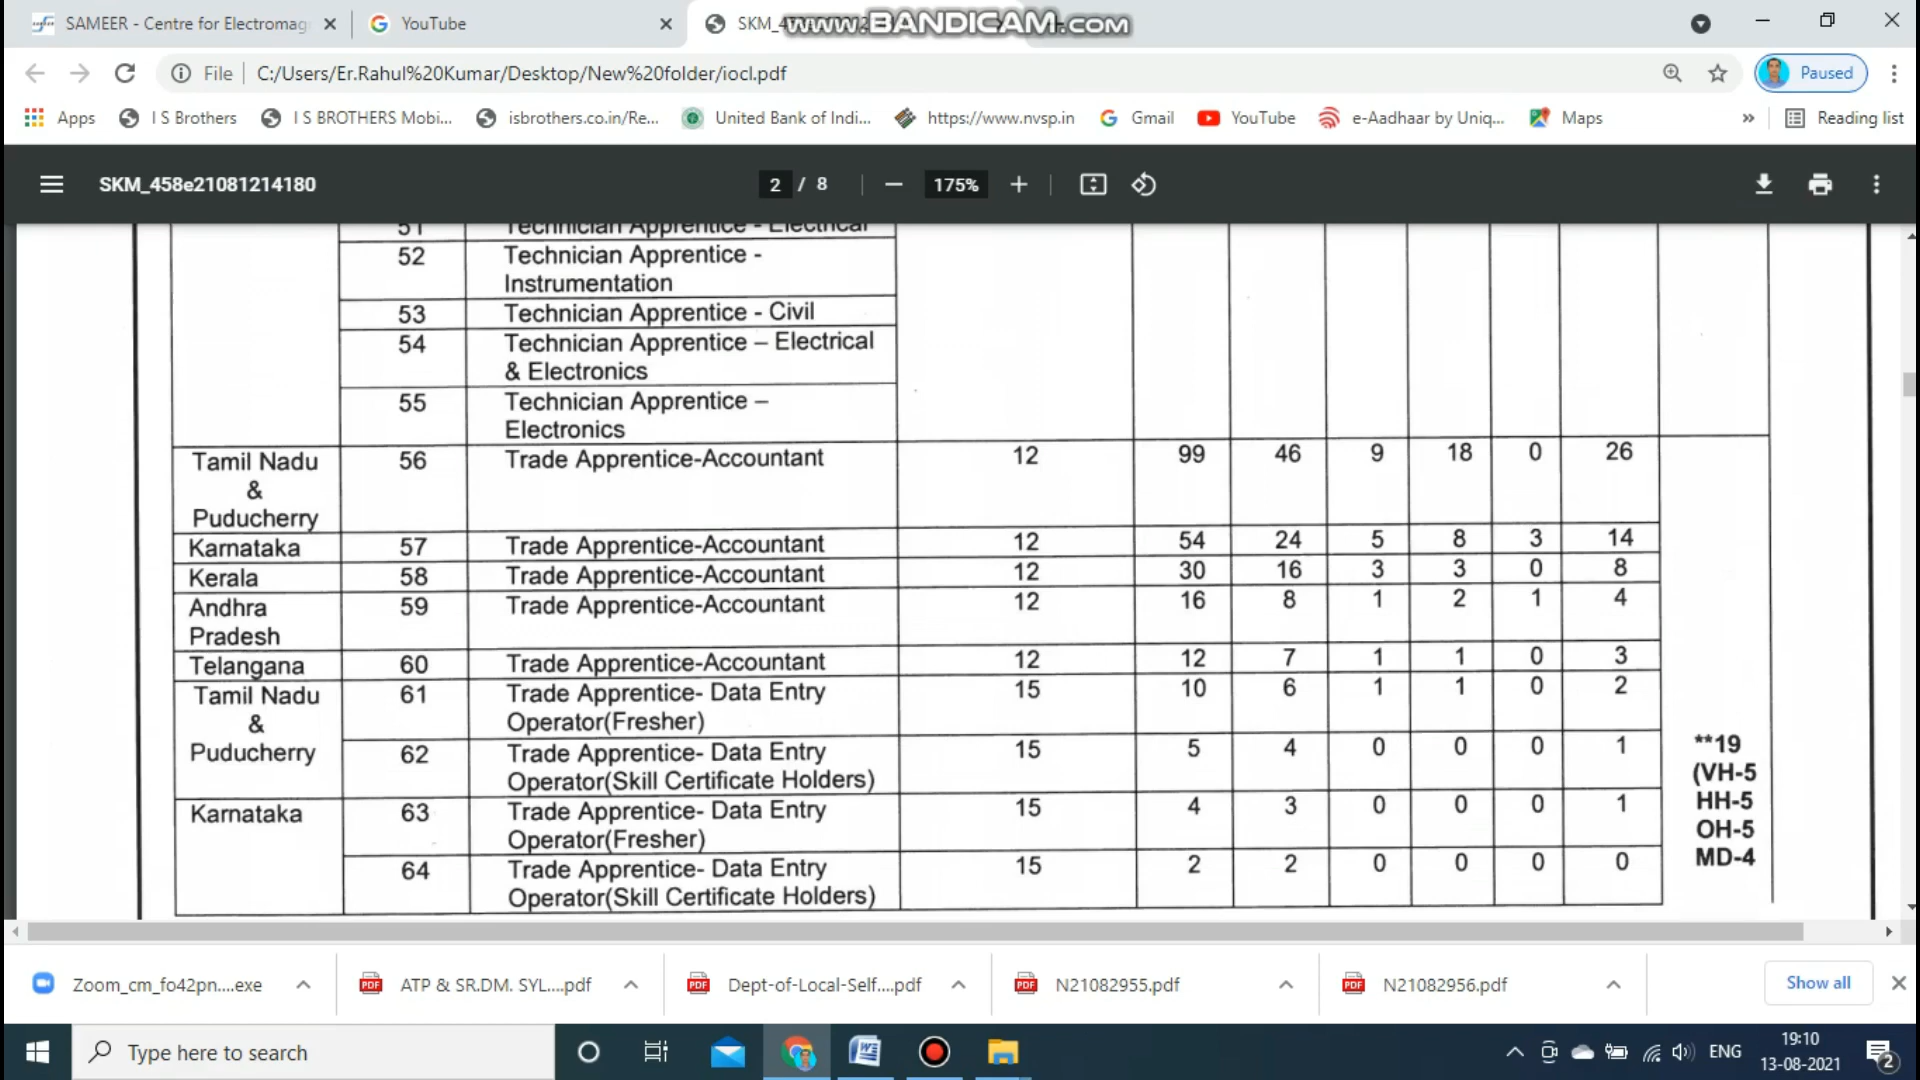 SAMEER - Centre for Electromag
YouTube
SKM_4
www.BANDICAM.com
File
C:/Users/Er.Rahul%20Kumar/Desktop/New%20folder/iocl.pdf
Paused
Apps
I S Brothers
I S BROTHERS Mobi...
isbrothers.co.in/Re...
United Bank of Indi...
https://www.nvsp.in
Gmail
YouTube
e-Aadhaar by Uniq...
Maps
»
Reading list
SKM_458e21081214180
2 / 8
175%
51 Technician Apprentice - Electrical
52 Technician Apprentice -
Instrumentation
53 Technician Apprentice - Civil
54 Technician Apprentice – Electrical
& Electronics
55 Technician Apprentice –
Electronics
Tamil Nadu 56 Trade Apprentice-Accountant 12 99 46 9 18 0 26
&
Puducherry
Karnataka 57 Trade Apprentice-Accountant 12 54 24 5 8 3 14
Kerala 58 Trade Apprentice-Accountant 12 30 16 3 3 0 8
Andhra 59 Trade Apprentice-Accountant 12 16 8 1 2 1 4
Pradesh
Telangana 60 Trade Apprentice-Accountant 12 12 7 1 1 0 3
Tamil Nadu 61 Trade Apprentice- Data Entry 15 10 6 1 1 0 2
& Operator(Fresher)
Puducherry 62 Trade Apprentice- Data Entry 15 5 4 0 0 0 1 **19
Operator(Skill Certificate Holders) (VH-5
Karnataka 63 Trade Apprentice- Data Entry 15 4 3 0 0 0 1 HH-5
Operator(Fresher) OH-5
64 Trade Apprentice- Data Entry 15 2 2 0 0 0 0 MD-4
Operator(Skill Certificate Holders)
Zoom_cm_fo42pn....exe
ATP & SR.DM. SYL....pdf
Dept-of-Local-Self....pdf
N21082955.pdf
N21082956.pdf
Show all
Type here to search
ENG
19:10
13-08-2021
2